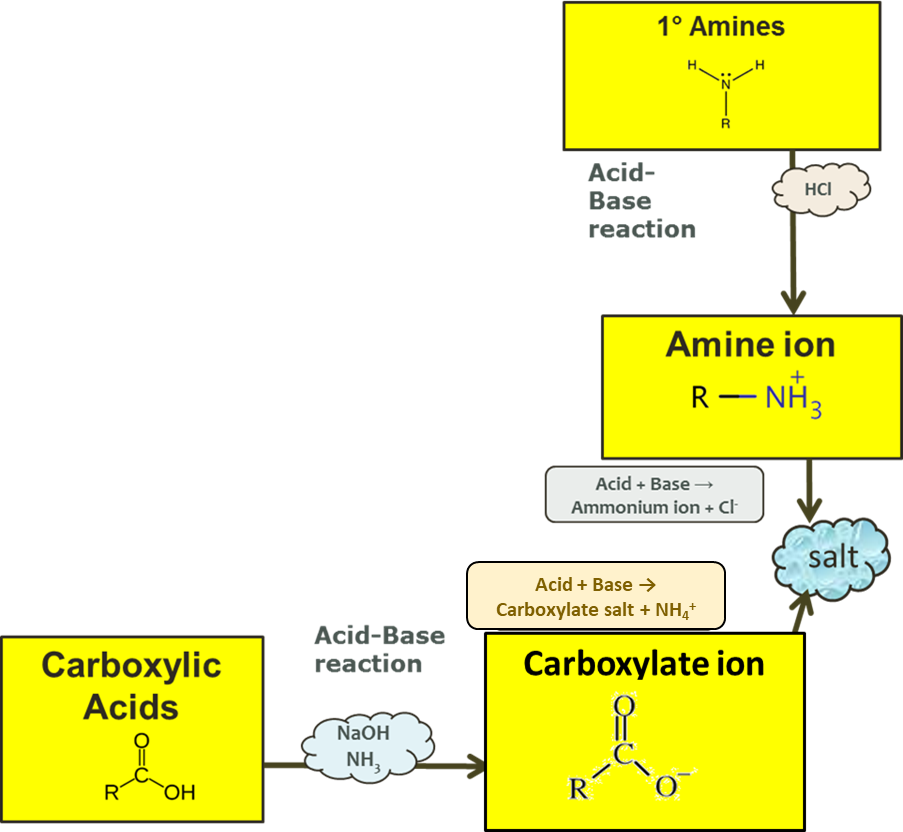 1° Amines
H
H
N
R
Acid-
Base
reaction
HCl
Amine ion
R — NH₃⁺
Acid + Base →
Ammonium ion + Cl⁻
salt
Acid + Base →
Carboxylate salt + NH₄⁺
Acid-Base
reaction
Carboxylic
Acids
O
C
R
OH
NaOH
NH₃
Carboxylate ion
O
C
R
O⁻